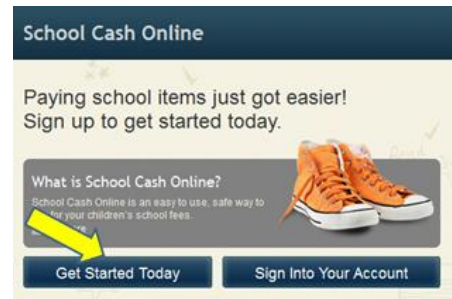 School Cash Online
Paying school items just got easier!
Sign up to get started today.
What is School Cash Online?
School Cash Online is an easy to use, safe way to
for your children's school fees.
Get Started Today
Sign Into Your Account